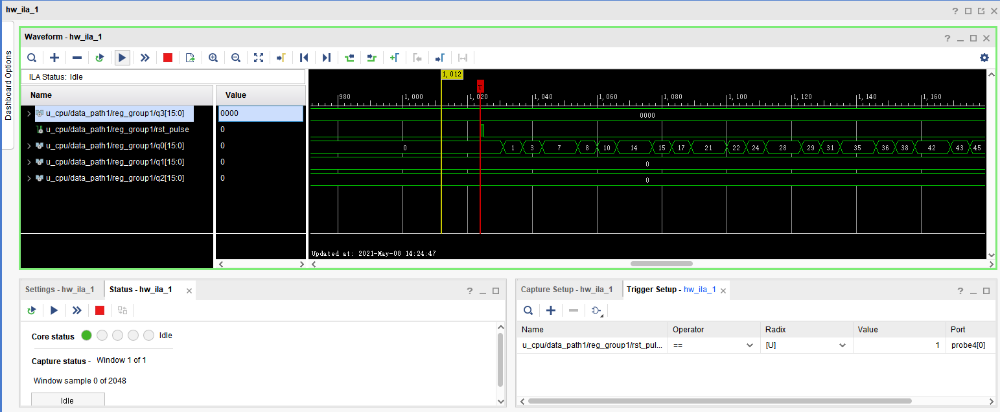 hw_ila_1
Dashboard Options
Waveform - hw_ila_1
ILA Status: Idle
Name Value
u_cpu/data_path1/reg_group1/q3[15:0] 0000
u_cpu/data_path1/reg_group1/rst_pulse 0
u_cpu/data_path1/reg_group1/q0[15:0] 0
u_cpu/data_path1/reg_group1/q1[15:0] 0
u_cpu/data_path1/reg_group1/q2[15:0] 0
1,012
T
980 1,000 1,020 1,040 1,060 1,080 1,100 1,120 1,140 1,160
0000
0 1 3 7 8 10 14 15 17 21 22 24 28 29 31 35 36 38 42 43 45
0
0
Updated at: 2021-May-08 14:24:47
Settings - hw_ila_1 Status - hw_ila_1
Core status Idle
Capture status - Window 1 of 1
Window sample 0 of 2048
Idle
Capture Setup - hw_ila_1 Trigger Setup - hw_ila_1
Name Operator Radix Value Port
u_cpu/data_path1/reg_group1/rst_pul... == [U] 1 probe4[0]